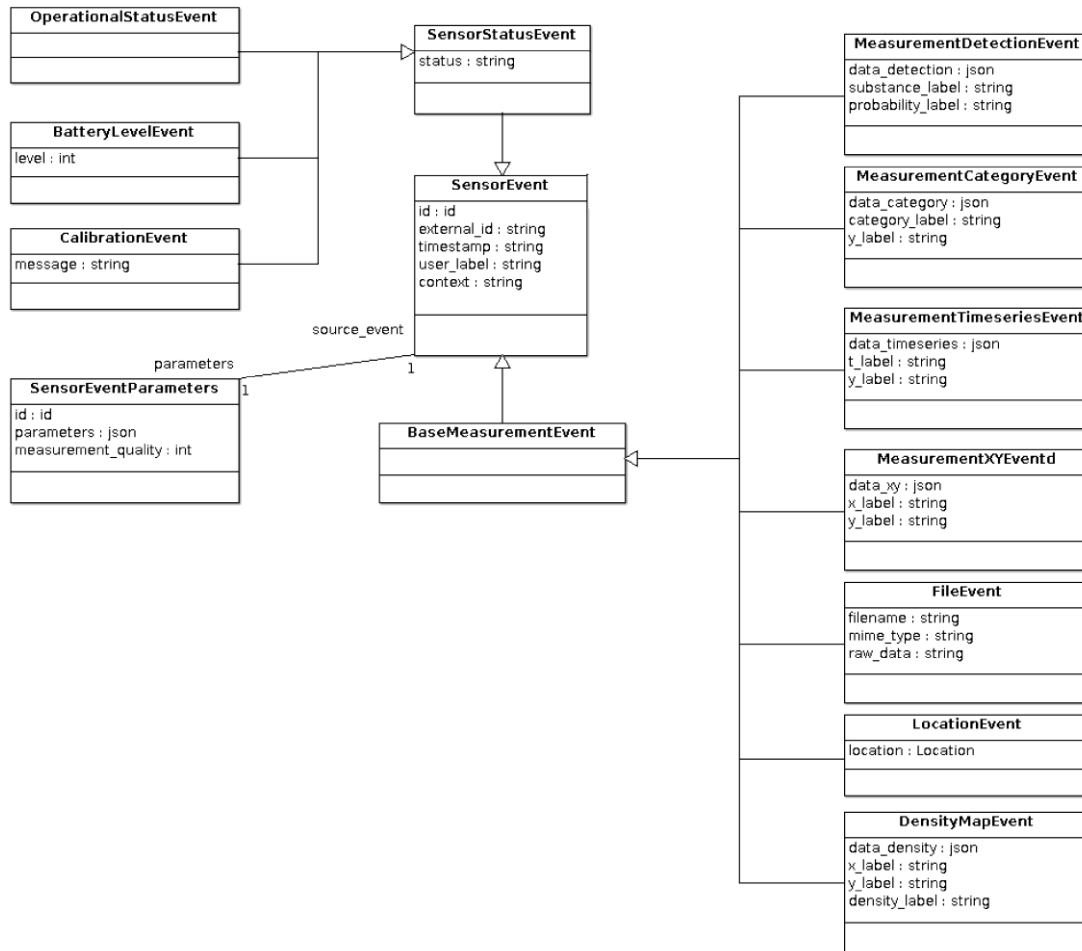 OperationalStatusEvent
SensorStatusEvent
status : string
BatteryLevelEvent
level : int
CalibrationEvent
message : string
SensorEvent
id : id
external_id : string
timestamp : string
user_label : string
context : string
source_event
1
parameters
1
SensorEventParameters
id : id
parameters : json
measurement_quality : int
BaseMeasurementEvent
MeasurementDetectionEvent
data_detection : json
substance_label : string
probability_label : string
MeasurementCategoryEvent
data_category : json
category_label : string
y_label : string
MeasurementTimeseriesEvent
data_timeseries : json
t_label : string
y_label : string
MeasurementXYEventd
data_xy : json
x_label : string
y_label : string
FileEvent
filename : string
mime_type : string
raw_data : string
LocationEvent
location : Location
DensityMapEvent
data_density : json
x_label : string
y_label : string
density_label : string